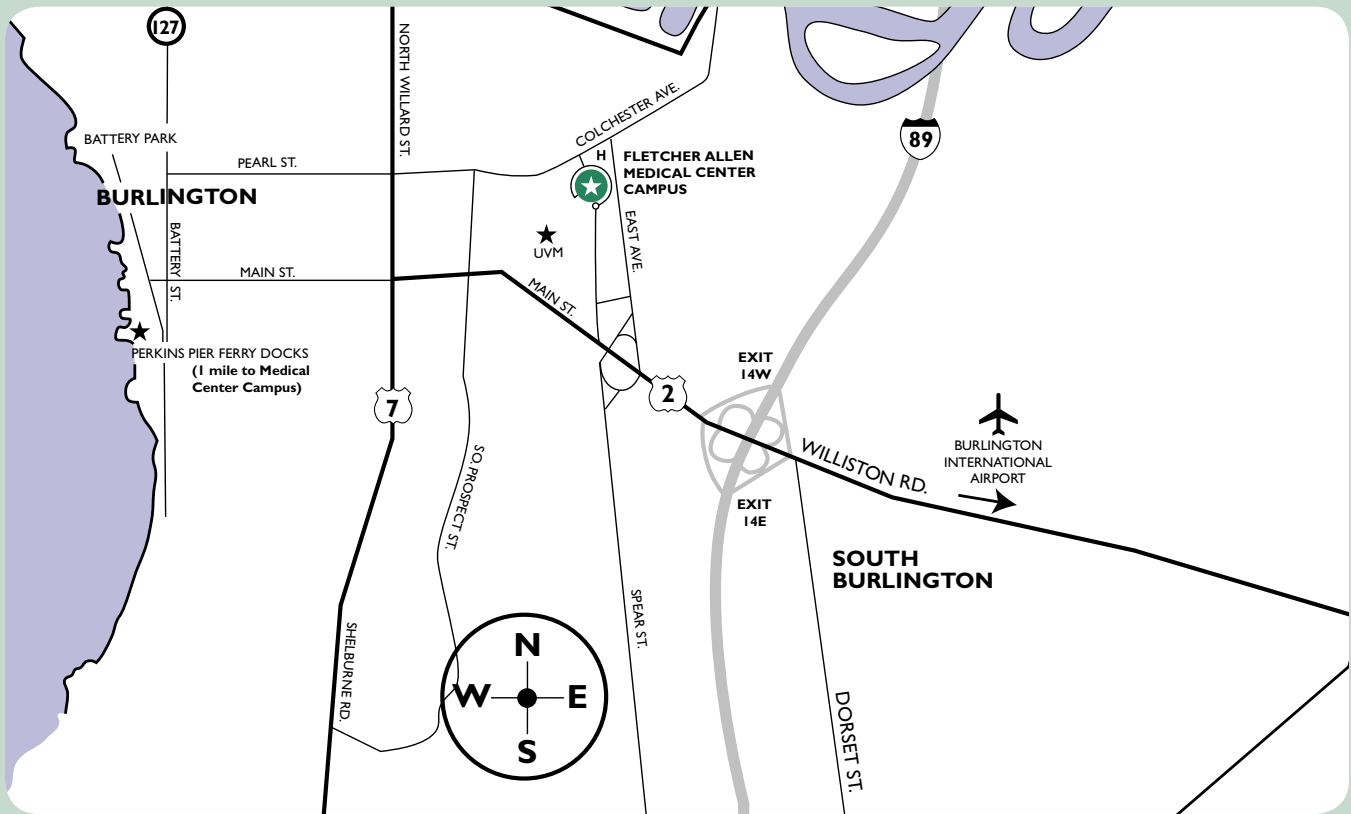 127
NORTH WILLARD ST.
COLCHESTER AVE.
89
BATTERY PARK
PEARL ST.
H
FLETCHER ALLEN
MEDICAL CENTER
CAMPUS
BURLINGTON
BATTERY ST.
EAST AVE.
UVM
MAIN ST.
MAIN ST.
PERKINS PIER FERRY DOCKS
(1 mile to Medical
Center Campus)
7
2
EXIT
14W
WILLISTON RD.
BURLINGTON
INTERNATIONAL
AIRPORT
SO. PROSPECT ST.
EXIT
14E
SOUTH
BURLINGTON
SPEAR ST.
SHELBURNE RD.
N
W E
S
DORSET ST.